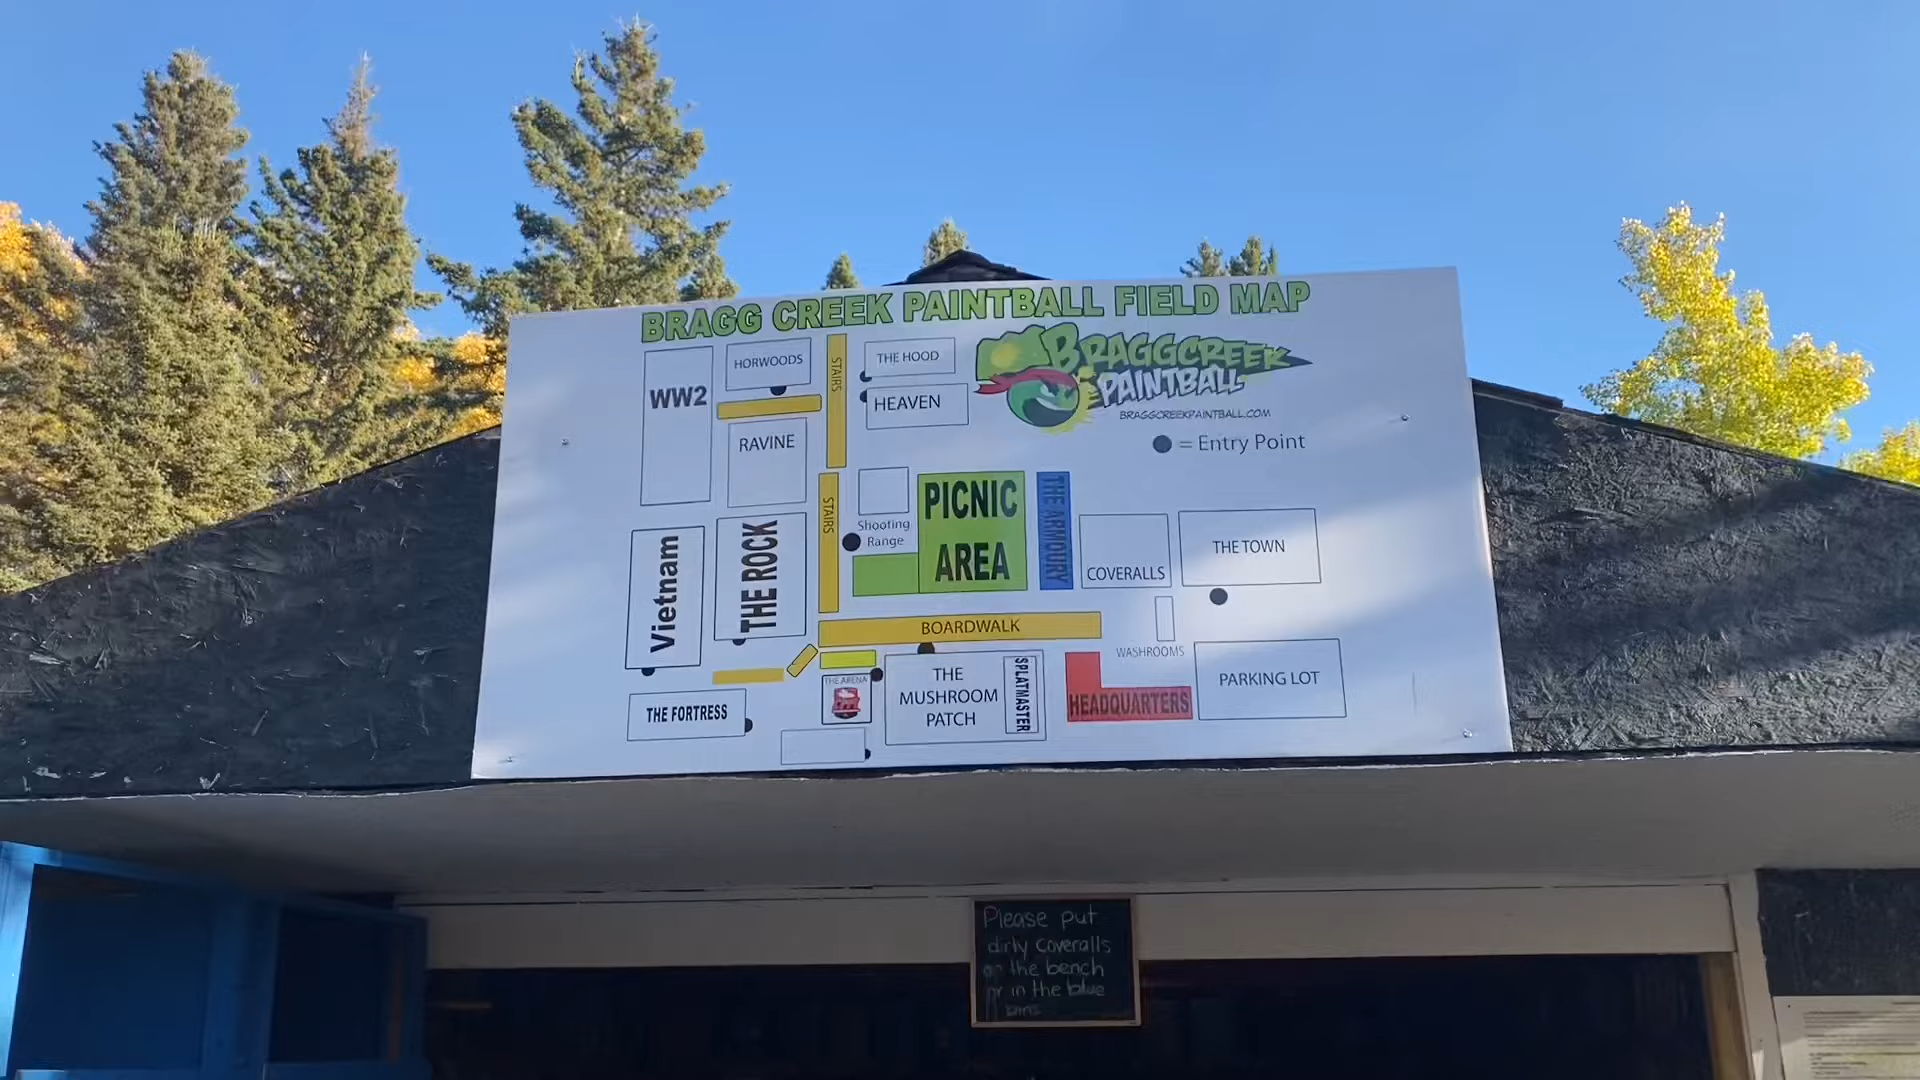 BRAGG CREEK PAINTBALL FIELD MAP
WW2
HORWOODS
STAIRS
THE HOOD
HEAVEN
BRAGGCREEK
PAINTBALL
BRAGGCREEKPAINTBALL.COM
= Entry Point
RAVINE
STAIRS
Shooting
Range
PICNIC
AREA
THE ARMOURY
COVERALLS
THE TOWN
Vietnam
THE ROCK
BOARDWALK
WASHROOMS
THE FORTRESS
THE ARENA
THE
MUSHROOM
PATCH
SPLATMASTER
HEADQUARTERS
PARKING LOT
Please put
dirty coveralls
on the bench
or in the blue
bins